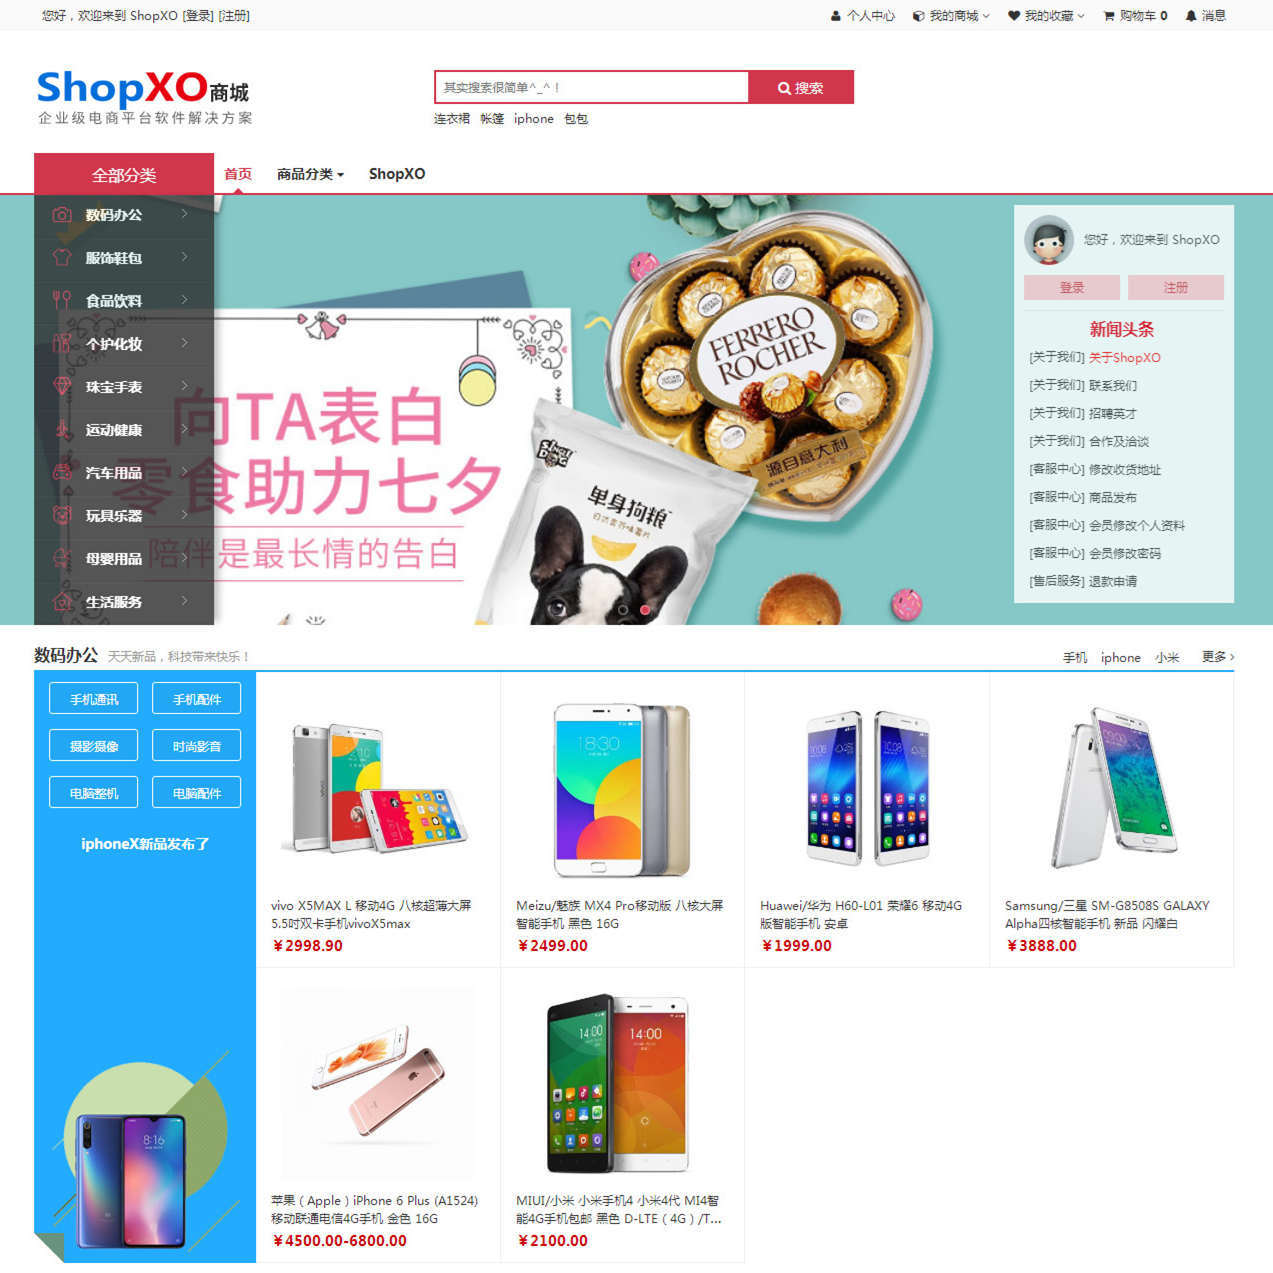 您好，欢迎来到 ShopXO [登录] [注册]
个人中心 我的商城 我的收藏 购物车 0 消息
ShopXO商城
企业级电商平台软件解决方案
其实搜索很简单^_^！
搜索
连衣裙 帐篷 iphone 包包
全部分类 首页 商品分类 ShopXO
数码办公
服饰鞋包
食品饮料
个护化妆
珠宝手表
运动健康
汽车用品
玩具乐器
母婴用品
生活服务
向TA表白
零食助力七夕
陪伴是最长情的告白
FERRERO
ROCHER
源自意大利
单身狗粮
您好，欢迎来到 ShopXO
登录 注册
新闻头条
[关于我们] 关于ShopXO
[关于我们] 联系我们
[关于我们] 招聘英才
[关于我们] 合作及洽谈
[客服中心] 修改收货地址
[客服中心] 商品发布
[客服中心] 会员修改个人资料
[客服中心] 会员修改密码
[售后服务] 退款申请
数码办公 天天新品，科技带来快乐！
手机 iphone 小米 更多
手机通讯 手机配件
摄影摄像 时尚影音
电脑整机 电脑配件
iphoneX新品发布了
8:16
18:30
vivo X5MAX L 移动4G 八核超薄大屏
5.5吋双卡手机vivoX5max
￥2998.90
Meizu/魅族 MX4 Pro移动版 八核大屏
智能手机 黑色 16G
￥2499.00
Huawei/华为 H60-L01 荣耀6 移动4G
版智能手机 安卓
￥1999.00
Samsung/三星 SM-G8508S GALAXY
Alpha四核智能手机 新品 闪耀白
￥3888.00
14:00
14:00
苹果（Apple）iPhone 6 Plus (A1524)
移动联通电信4G手机 金色 16G
￥4500.00-6800.00
MIUI/小米 小米手机4 小米4代 MI4智
能4G手机包邮 黑色 D-LTE（4G）/T...
￥2100.00